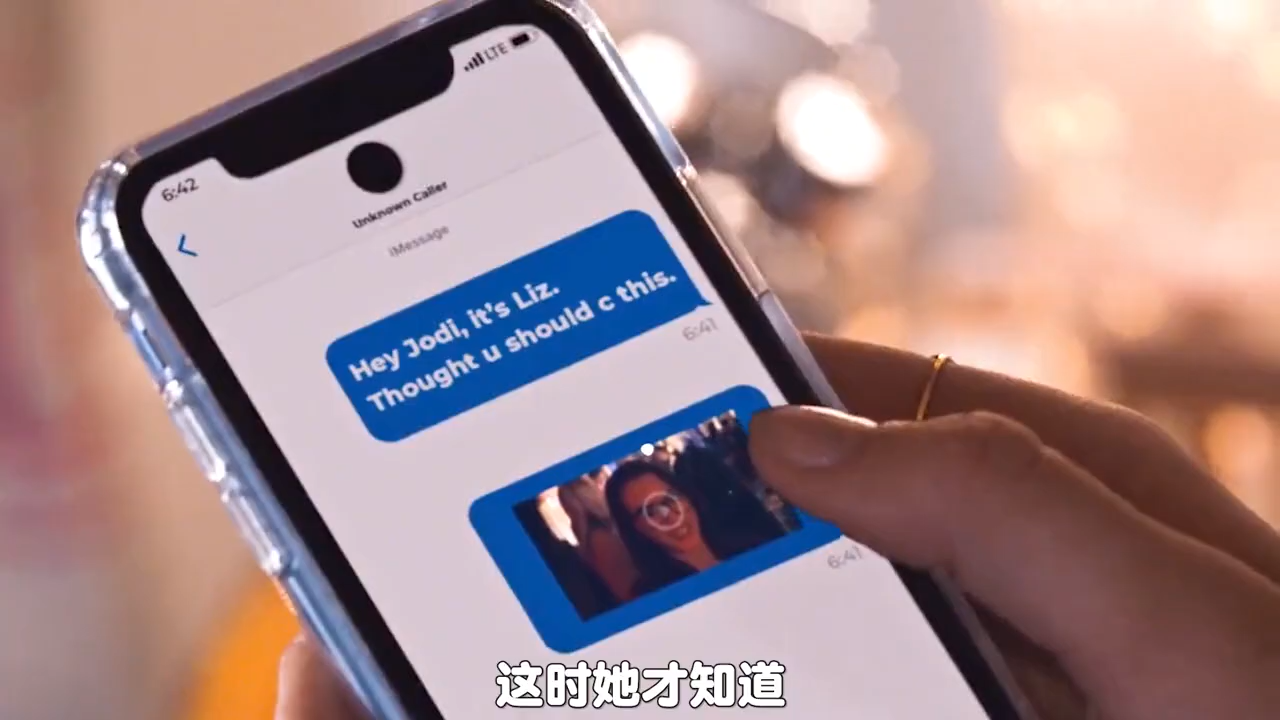 LTE
6:42
Unknown Caller
iMessage
Hey Jodi, it's Liz.
Thought u should c this.
6:41
6:41
这时她才知道